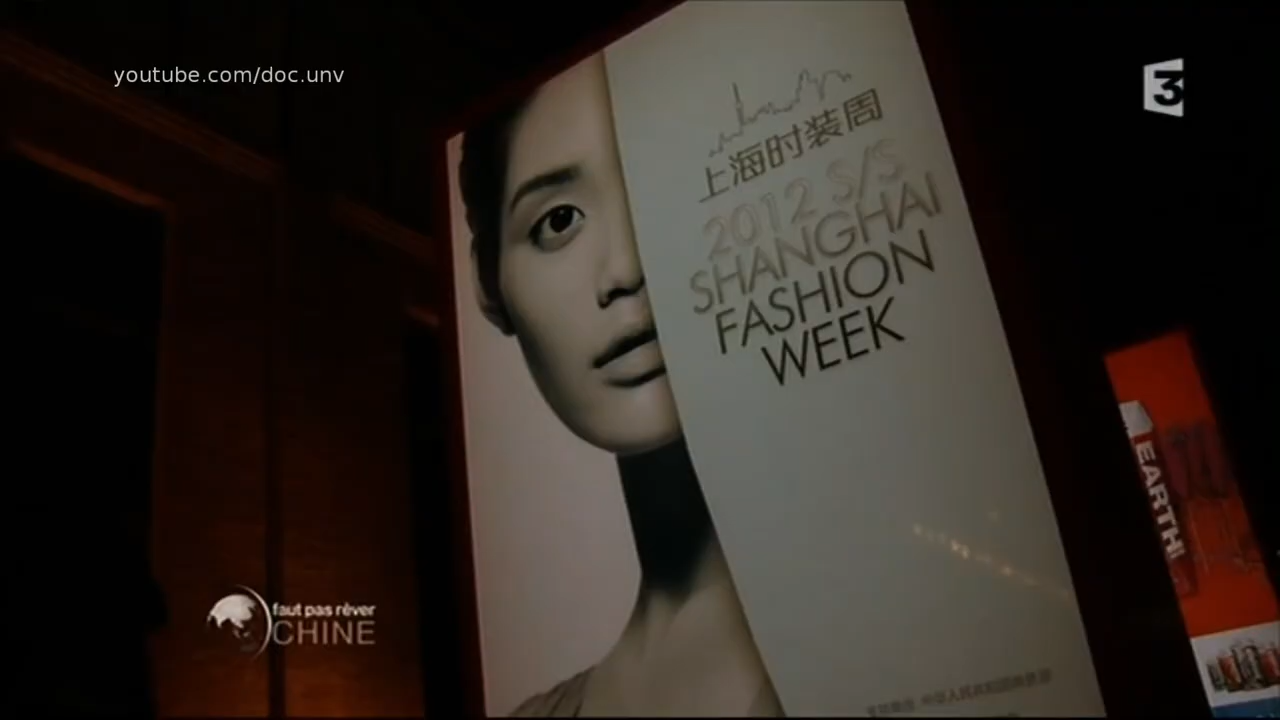 youtube.com/doc.unv
3
上海时装周
2012 S/S
SHANGHAI
FASHION
WEEK
EARTH
faut pas rêver
CHINE